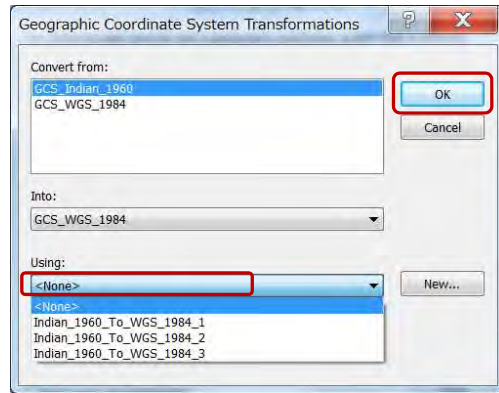 Geographic Coordinate System Transformations
Convert from:
GCS_Indian_1960
GCS_WGS_1984
OK
Cancel
Into:
GCS_WGS_1984
Using:
<None>
New...
<None>
Indian_1960_To_WGS_1984_1
Indian_1960_To_WGS_1984_2
Indian_1960_To_WGS_1984_3